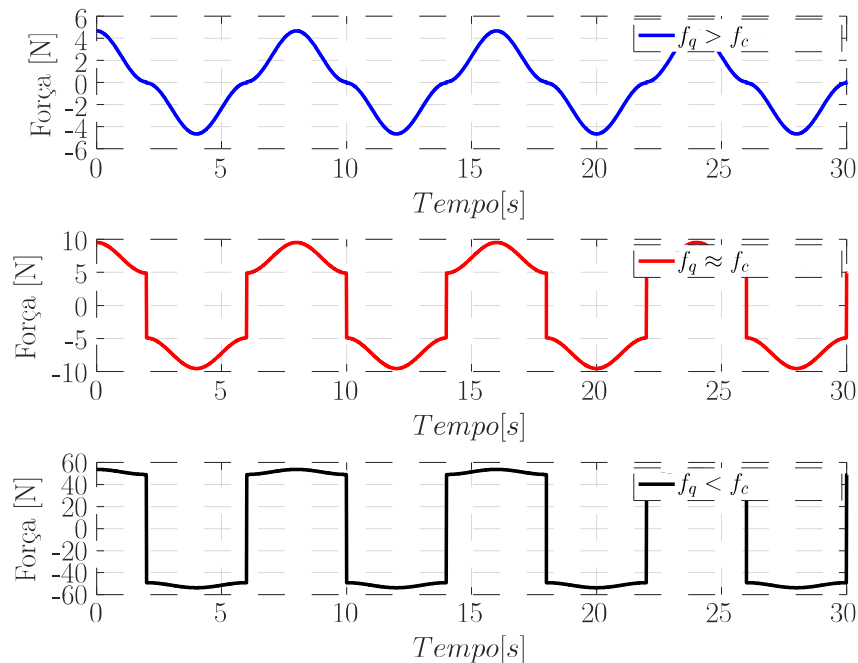 6
4
2
0
-2
-4
-6
Força [N]
f_q > f_c
0 5 10 15 20 25 30
Tempo[s]
10
5
0
-5
-10
Força [N]
f_q ≈ f_c
0 5 10 15 20 25 30
Tempo[s]
60
40
20
0
-20
-40
-60
Força [N]
f_q < f_c
0 5 10 15 20 25 30
Tempo[s]